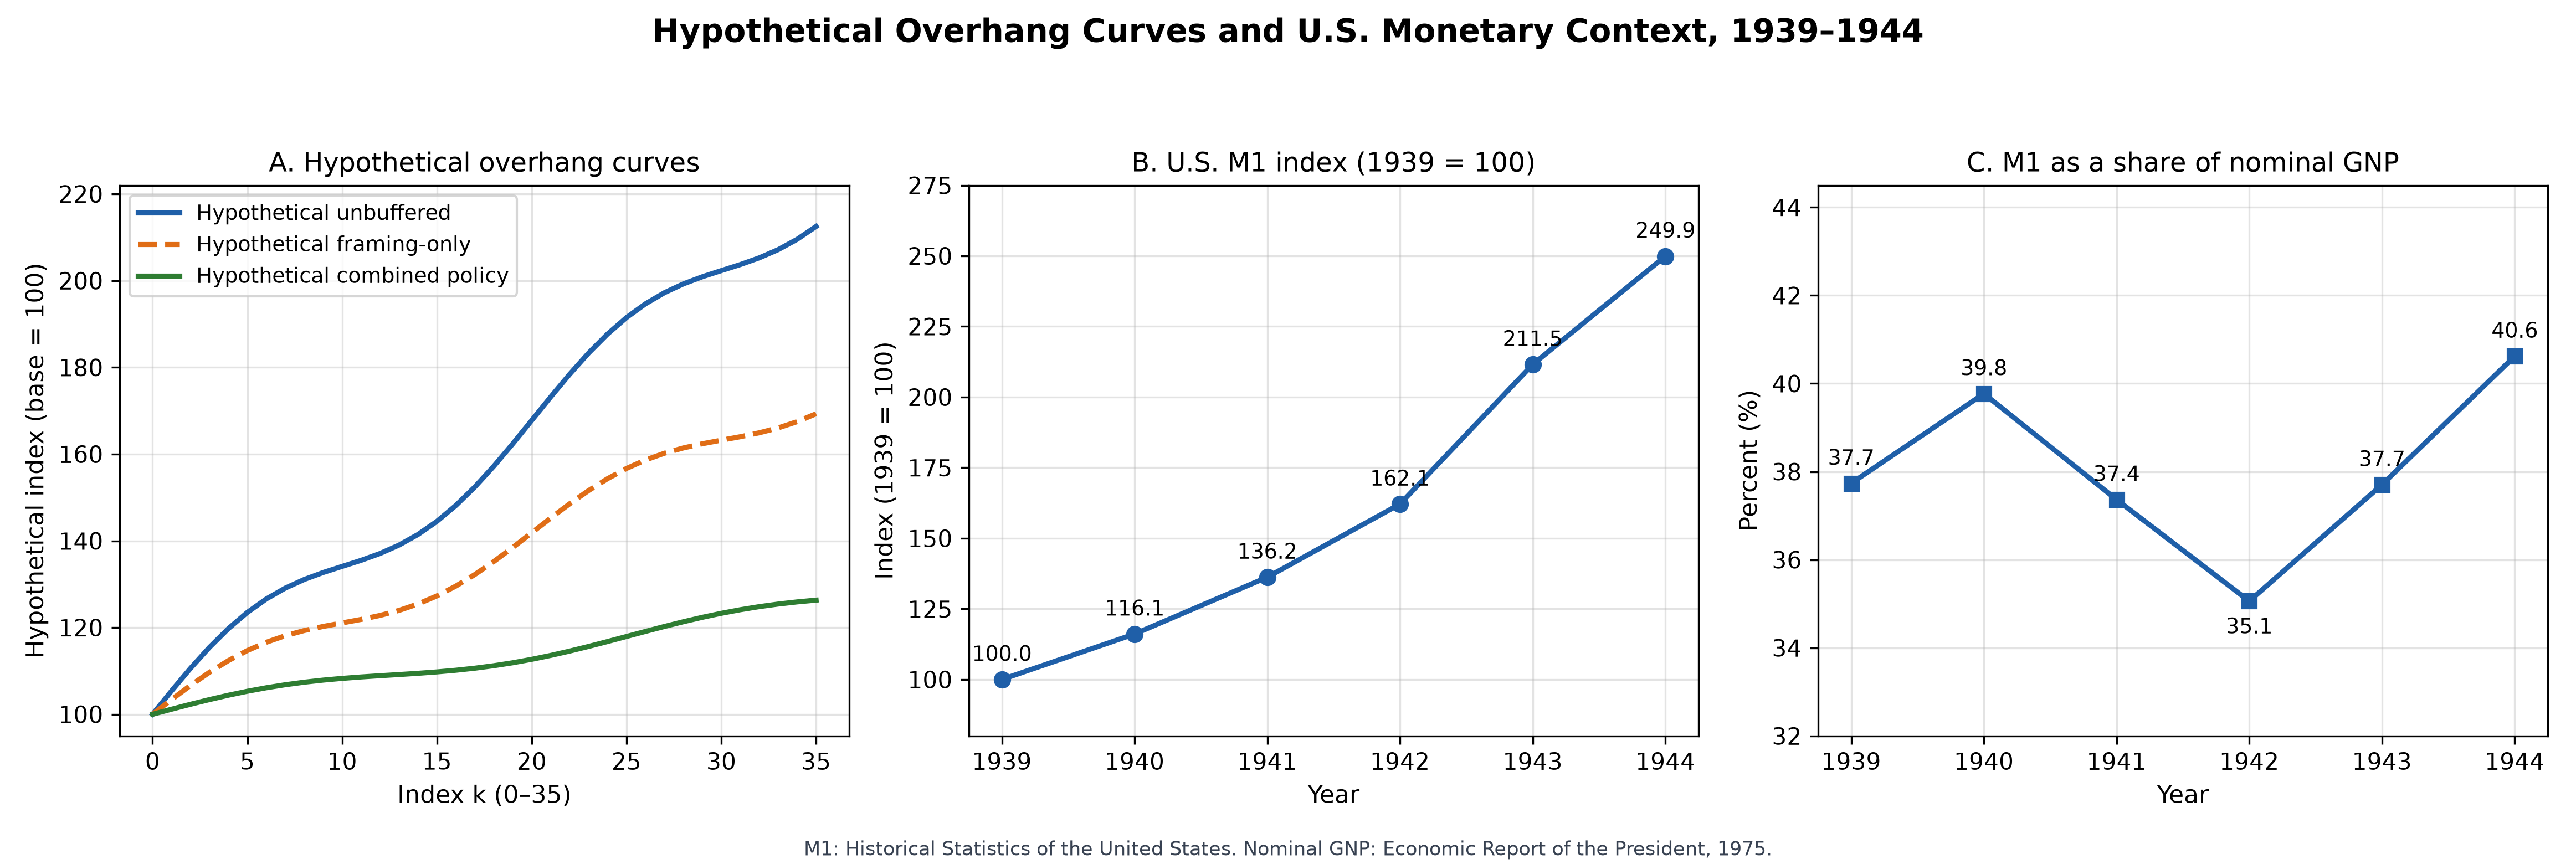 Hypothetical Overhang Curves and U.S. Monetary Context, 1939–1944
A. Hypothetical overhang curves
Hypothetical index (base = 100)
220
200
180
160
140
120
100
Hypothetical unbuffered
Hypothetical framing-only
Hypothetical combined policy
0 5 10 15 20 25 30 35
Index k (0–35)
B. U.S. M1 index (1939 = 100)
Index (1939 = 100)
275
250
225
200
175
150
125
100
100.0
116.1
136.2
162.1
211.5
249.9
1939 1940 1941 1942 1943 1944
Year
C. M1 as a share of nominal GNP
Percent (%)
44
42
40
38
36
34
32
37.7
39.8
37.4
35.1
37.7
40.6
1939 1940 1941 1942 1943 1944
Year
M1: Historical Statistics of the United States. Nominal GNP: Economic Report of the President, 1975.